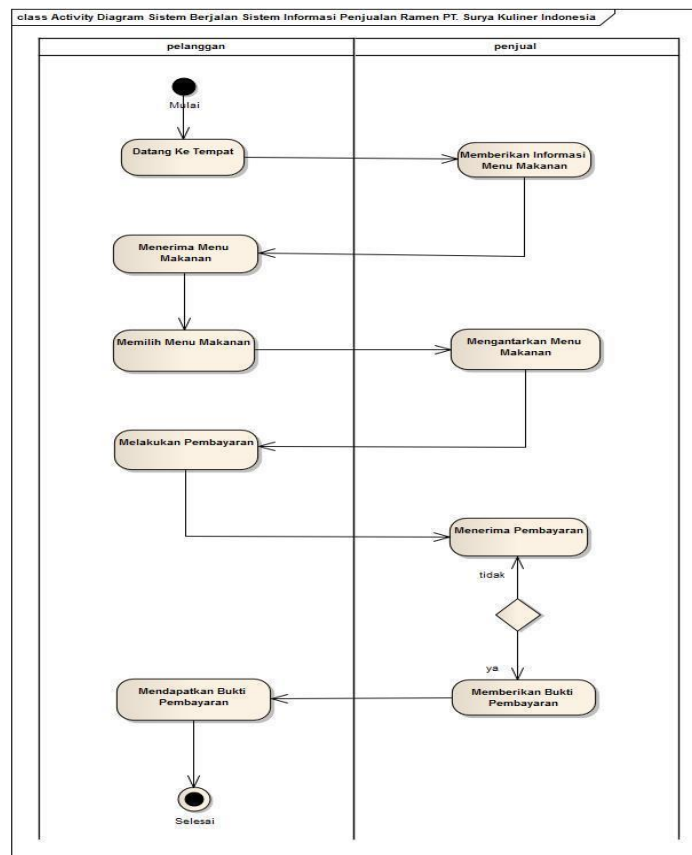 class Activity Diagram Sistem Berjalan Sistem Informasi Penjualan Ramen PT. Surya Kuliner Indonesia
pelanggan
penjual
Mulai
Datang Ke Tempat
Memberikan Informasi
Menu Makanan
Menerima Menu
Makanan
Memilih Menu Makanan
Mengantarkan Menu
Makanan
Melakukan Pembayaran
Menerima Pembayaran
tidak
ya
Mendapatkan Bukti
Pembayaran
Memberikan Bukti
Pembayaran
Selesai